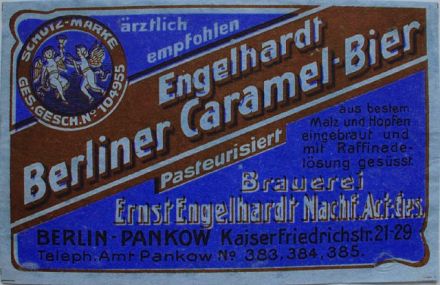 SCHUTZ-MARKE
GES.GESCH.No 104955
ärztlich
empfohlen
Engelhardt
Berliner Caramel-Bier
Pasteurisiert
aus bestem
Malz und Hopfen
eingebraut und
mit Raffinade-
lösung gesüsst.
Brauerei
Ernst Engelhardt Nachf. Act. Ges.
BERLIN-PANKOW Kaiser Friedrichstr. 21-29
Teleph. Amt Pankow No 383, 384, 385.